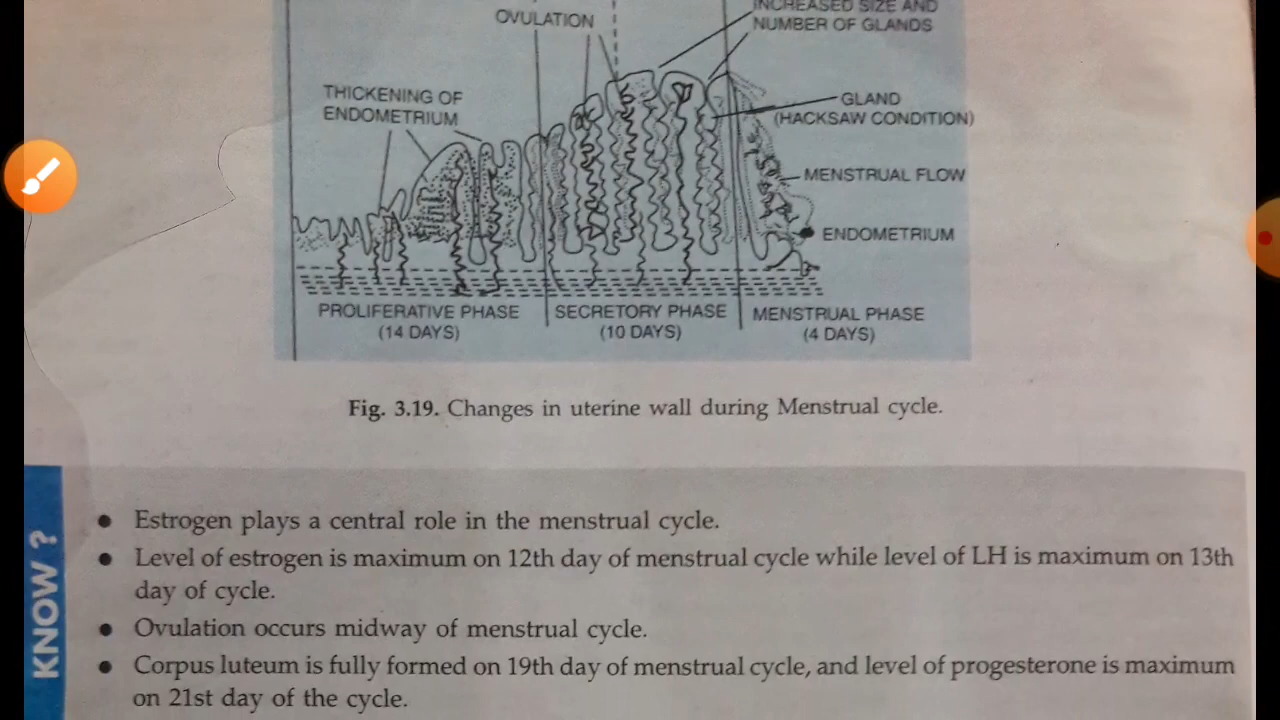 INCREASED SIZE AND
NUMBER OF GLANDS
OVULATION
THICKENING OF
ENDOMETRIUM
GLAND
(HACKSAW CONDITION)
MENSTRUAL FLOW
ENDOMETRIUM
PROLIFERATIVE PHASE
(14 DAYS)
SECRETORY PHASE
(10 DAYS)
MENSTRUAL PHASE
(4 DAYS)
Fig. 3.19. Changes in uterine wall during Menstrual cycle.
KNOW ?
• Estrogen plays a central role in the menstrual cycle.
• Level of estrogen is maximum on 12th day of menstrual cycle while level of LH is maximum on 13th
day of cycle.
• Ovulation occurs midway of menstrual cycle.
• Corpus luteum is fully formed on 19th day of menstrual cycle, and level of progesterone is maximum
on 21st day of the cycle.